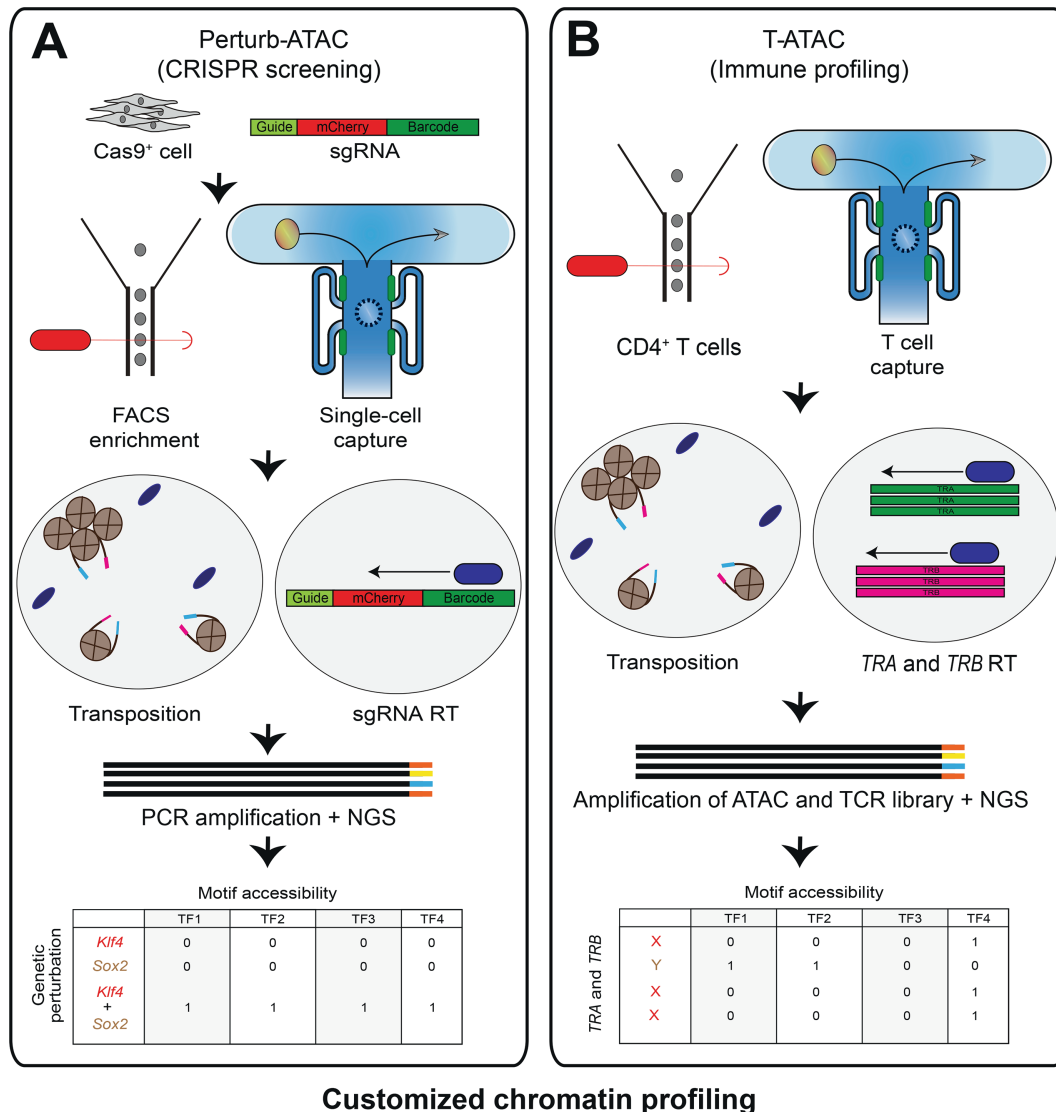 A
Perturb-ATAC
(CRISPR screening)
Guide mCherry Barcode
Cas9⁺ cell
sgRNA
FACS
enrichment
Single-cell
capture
Guide mCherry Barcode
Transposition
sgRNA RT
PCR amplification + NGS
Motif accessibility
Genetic
perturbation
TF1 TF2 TF3 TF4
Klf4 0 0 0 0
Sox2 0 0 0 0
Klf4
+ 1 1 1 1
Sox2
B
T-ATAC
(Immune profiling)
CD4⁺ T cells
T cell
capture
TRA
TRA
TRA
TRB
TRB
TRB
Transposition
TRA and TRB RT
Amplification of ATAC and TCR library + NGS
Motif accessibility
TRA and TRB
TF1 TF2 TF3 TF4
X 0 0 0 1
Y 1 1 0 0
X 0 0 0 1
X 0 0 0 1
Customized chromatin profiling